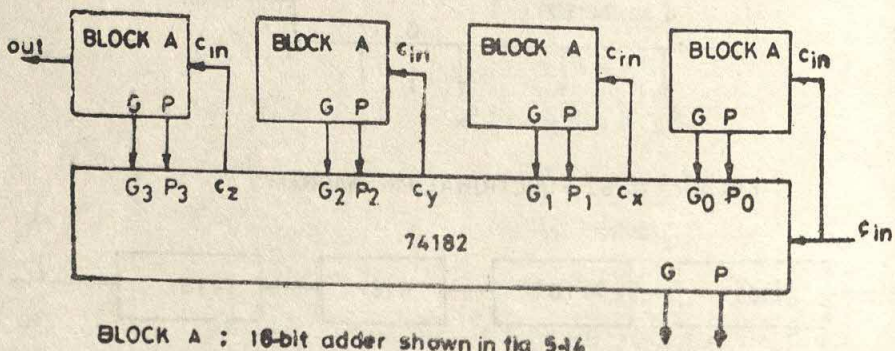 out BLOCK A cin BLOCK A cin BLOCK A cin BLOCK A cin
G P G P G P G P
G3 P3 cz G2 P2 cy G1 P1 cx G0 P0
74182 cin
G P
BLOCK A : 16-bit adder shown in fig 5.14